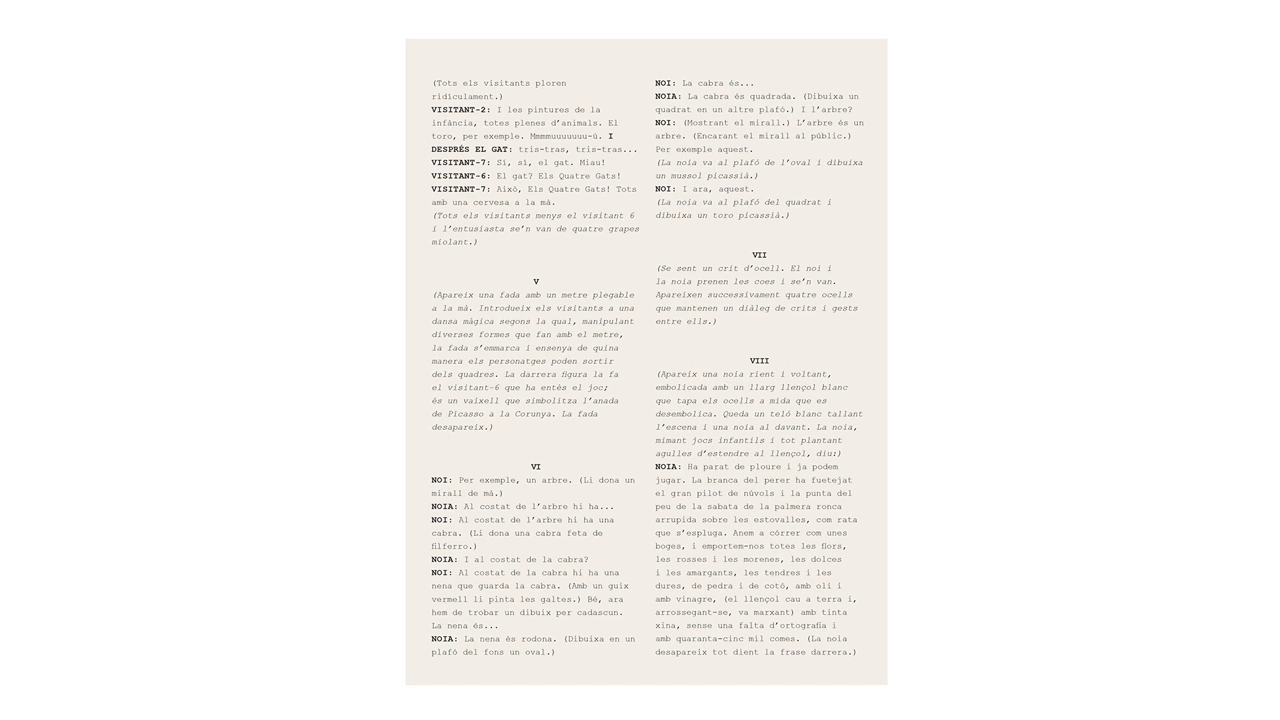 (Tots els visitants ploren
ridículament.)
VISITANT-2: I les pintures de la
infància, totes plenes d’animals. El
toro, per exemple. Mmmmuuuuuuu-ú. I
DESPRÉS EL GAT: tris-tras, tris-tras...
VISITANT-7: Sí, sí, el gat. Miau!
VISITANT-6: El gat? Els Quatre Gats!
VISITANT-7: Això, Els Quatre Gats! Tots
amb una cervesa a la mà.
(Tots els visitants menys el visitant 6
i l’entusiasta se’n van de quatre grapes
miolant.)
V
(Apareix una fada amb un metre plegable
a la mà. Introdueix els visitants a una
dansa màgica segons la qual, manipulant
diverses formes que fan amb el metre,
la fada s’emmarca i ensenya de quina
manera els personatges poden sortir
dels quadres. La darrera figura la fa
el visitant-6 que ha entès el joc;
és un vaixell que simbolitza l’anada
de Picasso a la Corunya. La fada
desapareix.)
VI
NOI: Per exemple, un arbre. (Li dona un
mirall de mà.)
NOIA: Al costat de l’arbre hi ha...
NOI: Al costat de l’arbre hi ha una
cabra. (Li dona una cabra feta de
filferro.)
NOIA: I al costat de la cabra?
NOI: Al costat de la cabra hi ha una
nena que guarda la cabra. (Amb un guix
vermell li pinta les galtes.) Bé, ara
hem de trobar un dibuix per cadascun.
La nena és...
NOIA: La nena és rodona. (Dibuixa en un
plafó del fons un oval.)
NOI: La cabra és...
NOIA: La cabra és quadrada. (Dibuixa un
quadrat en un altre plafó.) I l’arbre?
NOI: (Mostrant el mirall.) L’arbre és un
arbre. (Encarant el mirall al públic.)
Per exemple aquest.
(La noia va al plafó de l’oval i dibuixa
un mussol picassià.)
NOI: I ara, aquest.
(La noia va al plafó del quadrat i
dibuixa un toro picassià.)
VII
(Se sent un crit d’ocell. El noi i
la noia prenen les coes i se’n van.
Apareixen successivament quatre ocells
que mantenen un diàleg de crits i gests
entre ells.)
VIII
(Apareix una noia rient i voltant,
embolicada amb un llarg llençol blanc
que tapa els ocells a mida que es
desembolica. Queda un teló blanc tallant
l’escena i una noia al davant. La noia,
mimant jocs infantils i tot plantant
agulles d’estendre al llençol, diu:)
NOIA: Ha parat de ploure i ja podem
jugar. La branca del perer ha fuetejat
el gran pilot de núvols i la punta del
peu de la sabata de la palmera ronca
arrupida sobre les estovalles, com rata
que s’espluga. Anem a córrer com unes
boges, i emportem-nos totes les flors,
les rosses i les morenes, les dolces
i les amargants, les tendres i les
dures, de pedra i de cotó, amb oli i
amb vinagre, (el llençol cau a terra i,
arrossegant-se, va marxant) amb tinta
xina, sense una falta d’ortografia i
amb quaranta-cinc mil comes. (La noia
desapareix tot dient la frase darrera.)